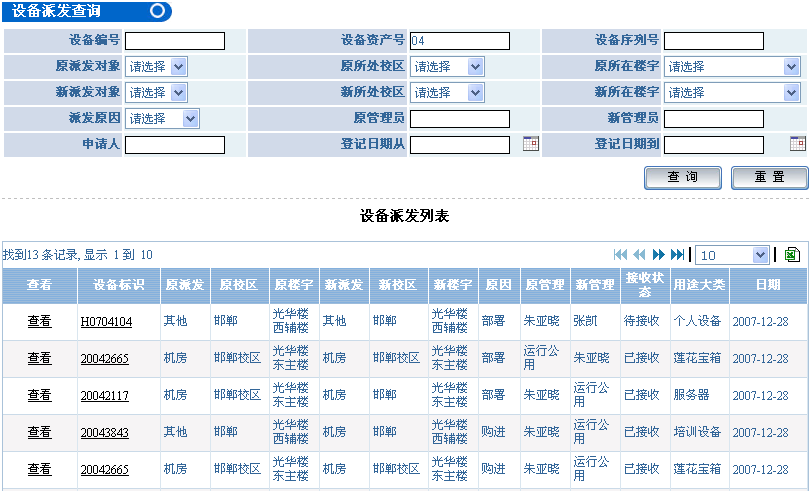 设备派发查询
设备编号 设备资产号 04 设备序列号
原派发对象 请选择 原所处校区 请选择 原所在楼宇 请选择
新派发对象 请选择 新所处校区 请选择 新所在楼宇 请选择
派发原因 请选择 原管理员 新管理员
申请人 登记日期从 登记日期到
查 询 重 置
设备派发列表
找到13 条记录, 显示 1 到 10 10
查看 设备标识 原派发 原校区 原楼宇 新派发 新校区 新楼宇 原因 原管理 新管理 接收状态 用途大类 日期
查看 H0704104 其他 邯郸 光华楼西辅楼 其他 邯郸 光华楼西辅楼 部署 朱亚晓 张凯 待接收 个人设备 2007-12-28
查看 20042665 机房 邯郸校区 光华楼东主楼 机房 邯郸校区 光华楼东主楼 部署 运行公用 朱亚晓 已接收 莲花宝箱 2007-12-28
查看 20042117 机房 邯郸 光华楼东主楼 机房 邯郸 光华楼东主楼 部署 朱亚晓 运行公用 已接收 服务器 2007-12-28
查看 20043843 其他 邯郸 光华楼西辅楼 机房 邯郸 光华楼西辅楼 购进 朱亚晓 运行公用 已接收 培训设备 2007-12-28
查看 20042665 机房 邯郸校区 光华楼东主楼 机房 邯郸校区 光华楼东主楼 购进 朱亚晓 运行公用 已接收 莲花宝箱 2007-12-28